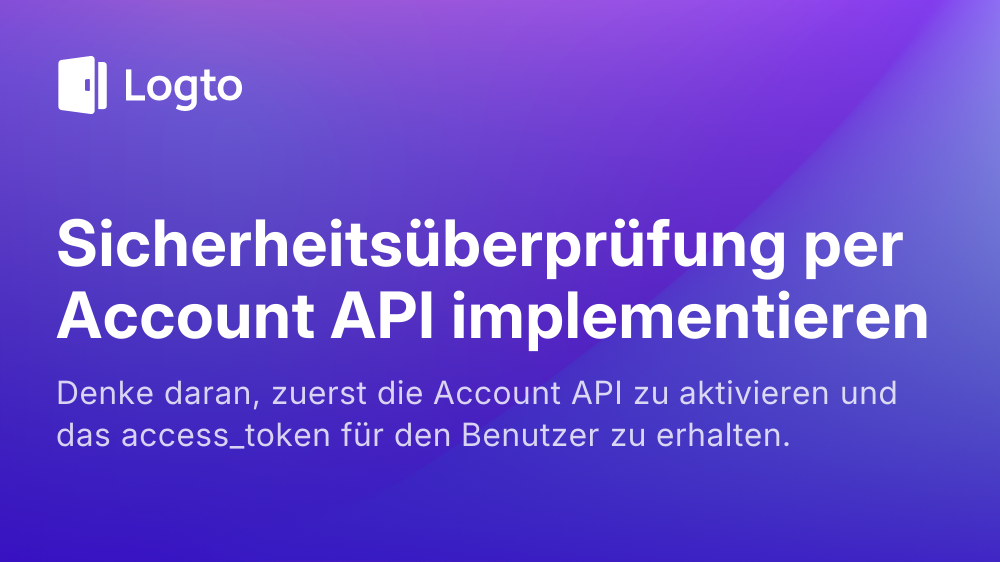 Logto
Sicherheitsüberprüfung per
Account API implementieren
Denke daran, zuerst die Account API zu aktivieren und
das access_token für den Benutzer zu erhalten.